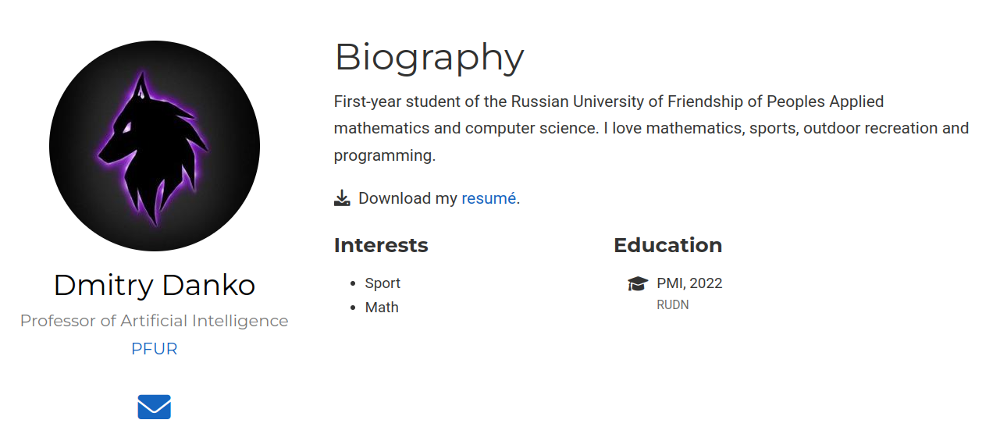 Biography
First-year student of the Russian University of Friendship of Peoples Applied
mathematics and computer science. I love mathematics, sports, outdoor recreation and
programming.
Download my resumé.
Interests
Sport
Math
Education
PMI, 2022
RUDN
Dmitry Danko
Professor of Artificial Intelligence
PFUR